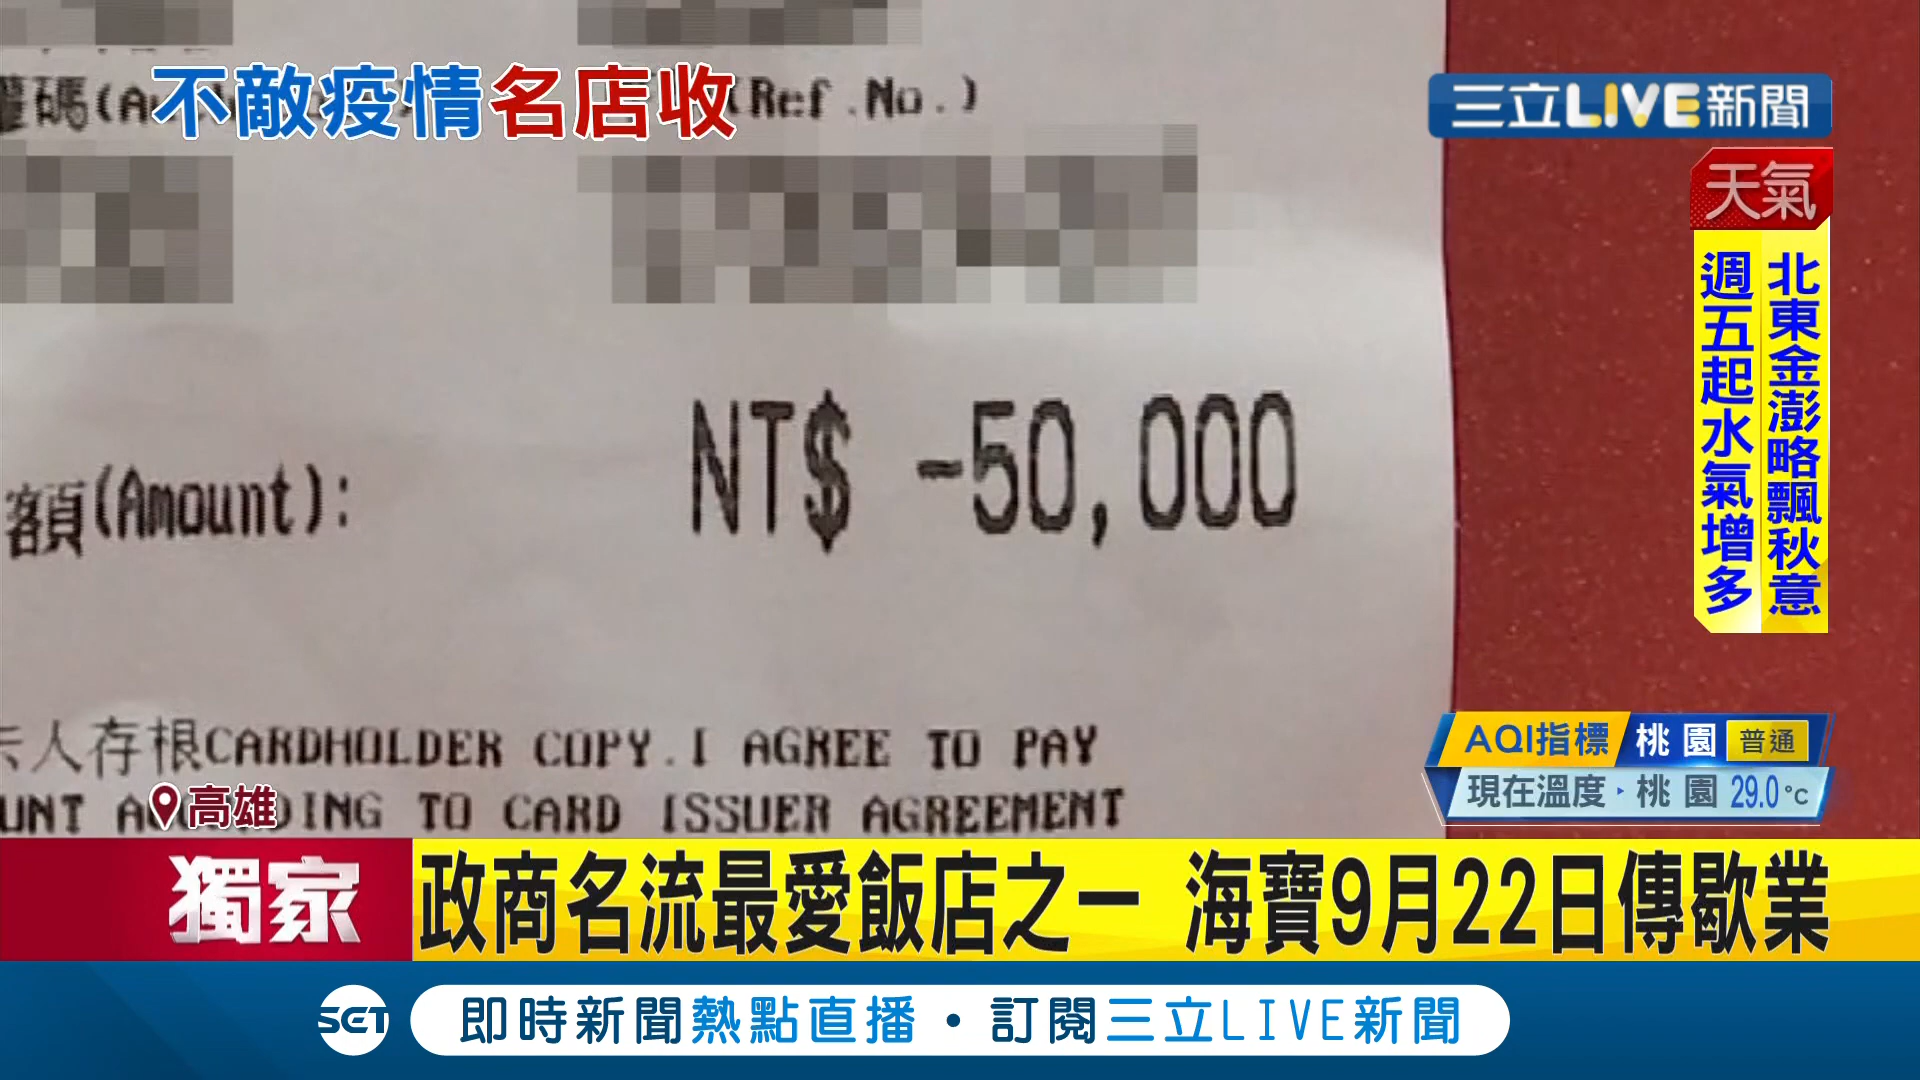 不敵疫情名店收
權碼(Au
(Ref.No.)
三立LIVE新聞
天氣
北東金澎略飄秋意
週五起水氣增多
額(Amount):
NT$ -50,000
卡人存根CARDHOLDER COPY.I AGREE TO PAY
高雄
UNT ACCORDING TO CARD ISSUER AGREEMENT
AQI指標 桃園 普通
現在溫度 桃園 29.0°C
獨家
政商名流最愛飯店之一 海寶9月22日傳歇業
SET
即時新聞熱點直播•訂閱三立LIVE新聞